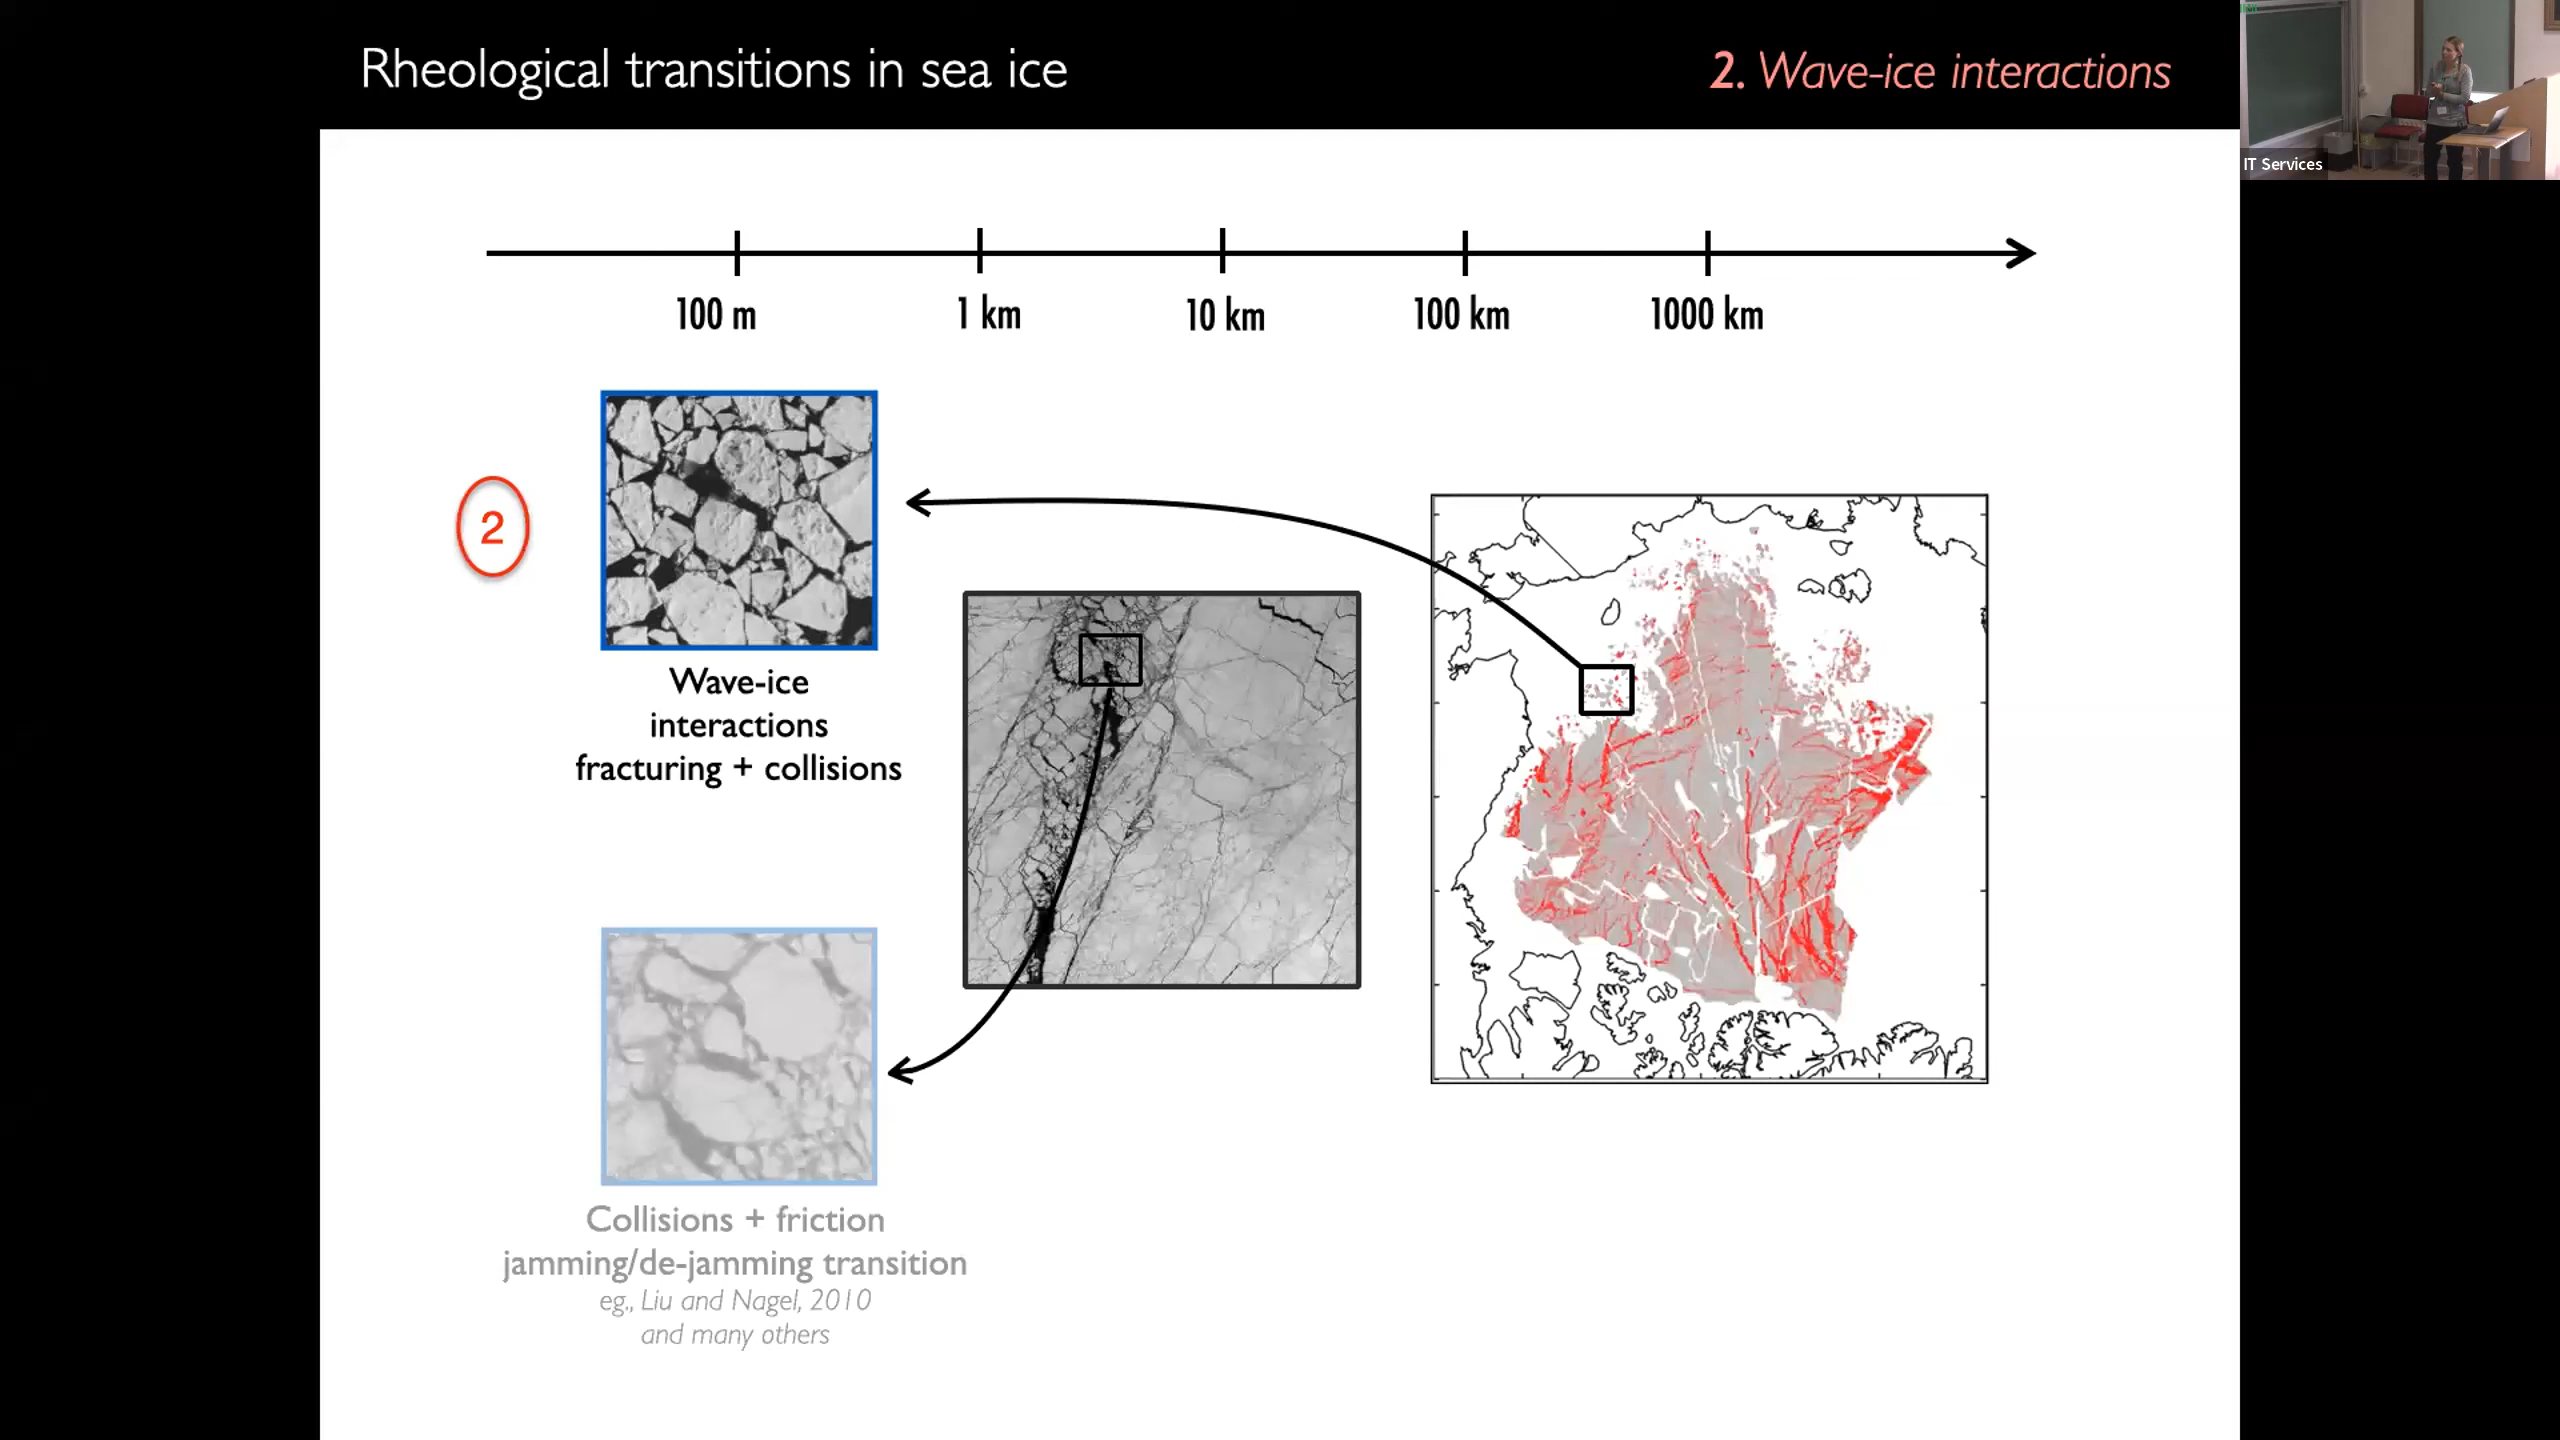 Rheological transitions in sea ice
2. Wave-ice interactions
IT Services
100 m
1 km
10 km
100 km
1000 km
2
Wave-ice
interactions
fracturing + collisions
Collisions + friction
jamming/de-jamming transition
eg., Liu and Nagel, 2010
and many others